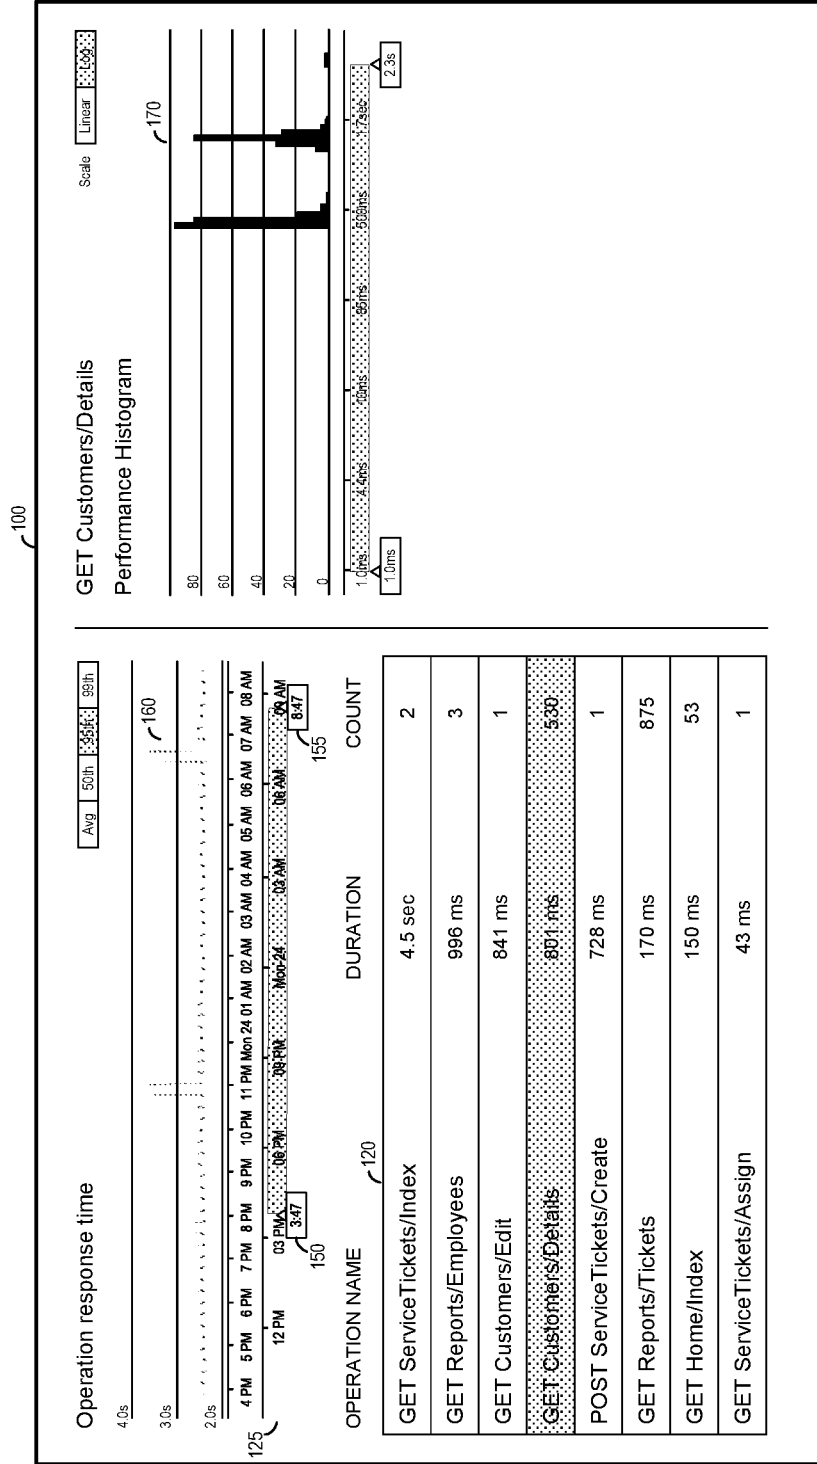 100
Operation response time
Avg 50th 95th 99th
4.0s
3.0s
2.0s
160
4 PM 5 PM 6 PM 7 PM 8 PM 9 PM 10 PM 11 PM Mon 24 01 AM 02 AM 03 AM 04 AM 05 AM 06 AM 07 AM 08 AM
125
12 PM 03 PM 06 PM 09 PM Mon 24 03 AM 06 AM 09 AM
3:47 8:47
150 155
OPERATION NAME DURATION COUNT
120
GET ServiceTickets/Index 4.5 sec 2
GET Reports/Employees 996 ms 3
GET Customers/Edit 841 ms 1
GET Customers/Details 801 ms 530
POST ServiceTickets/Create 728 ms 1
GET Reports/Tickets 170 ms 875
GET Home/Index 150 ms 53
GET ServiceTickets/Assign 43 ms 1
GET Customers/Details
Scale Linear Log
Performance Histogram
170
80
60
40
20
0
1.0ms 4.4ms 500ms 1.7sec
1.0ms 2.3s